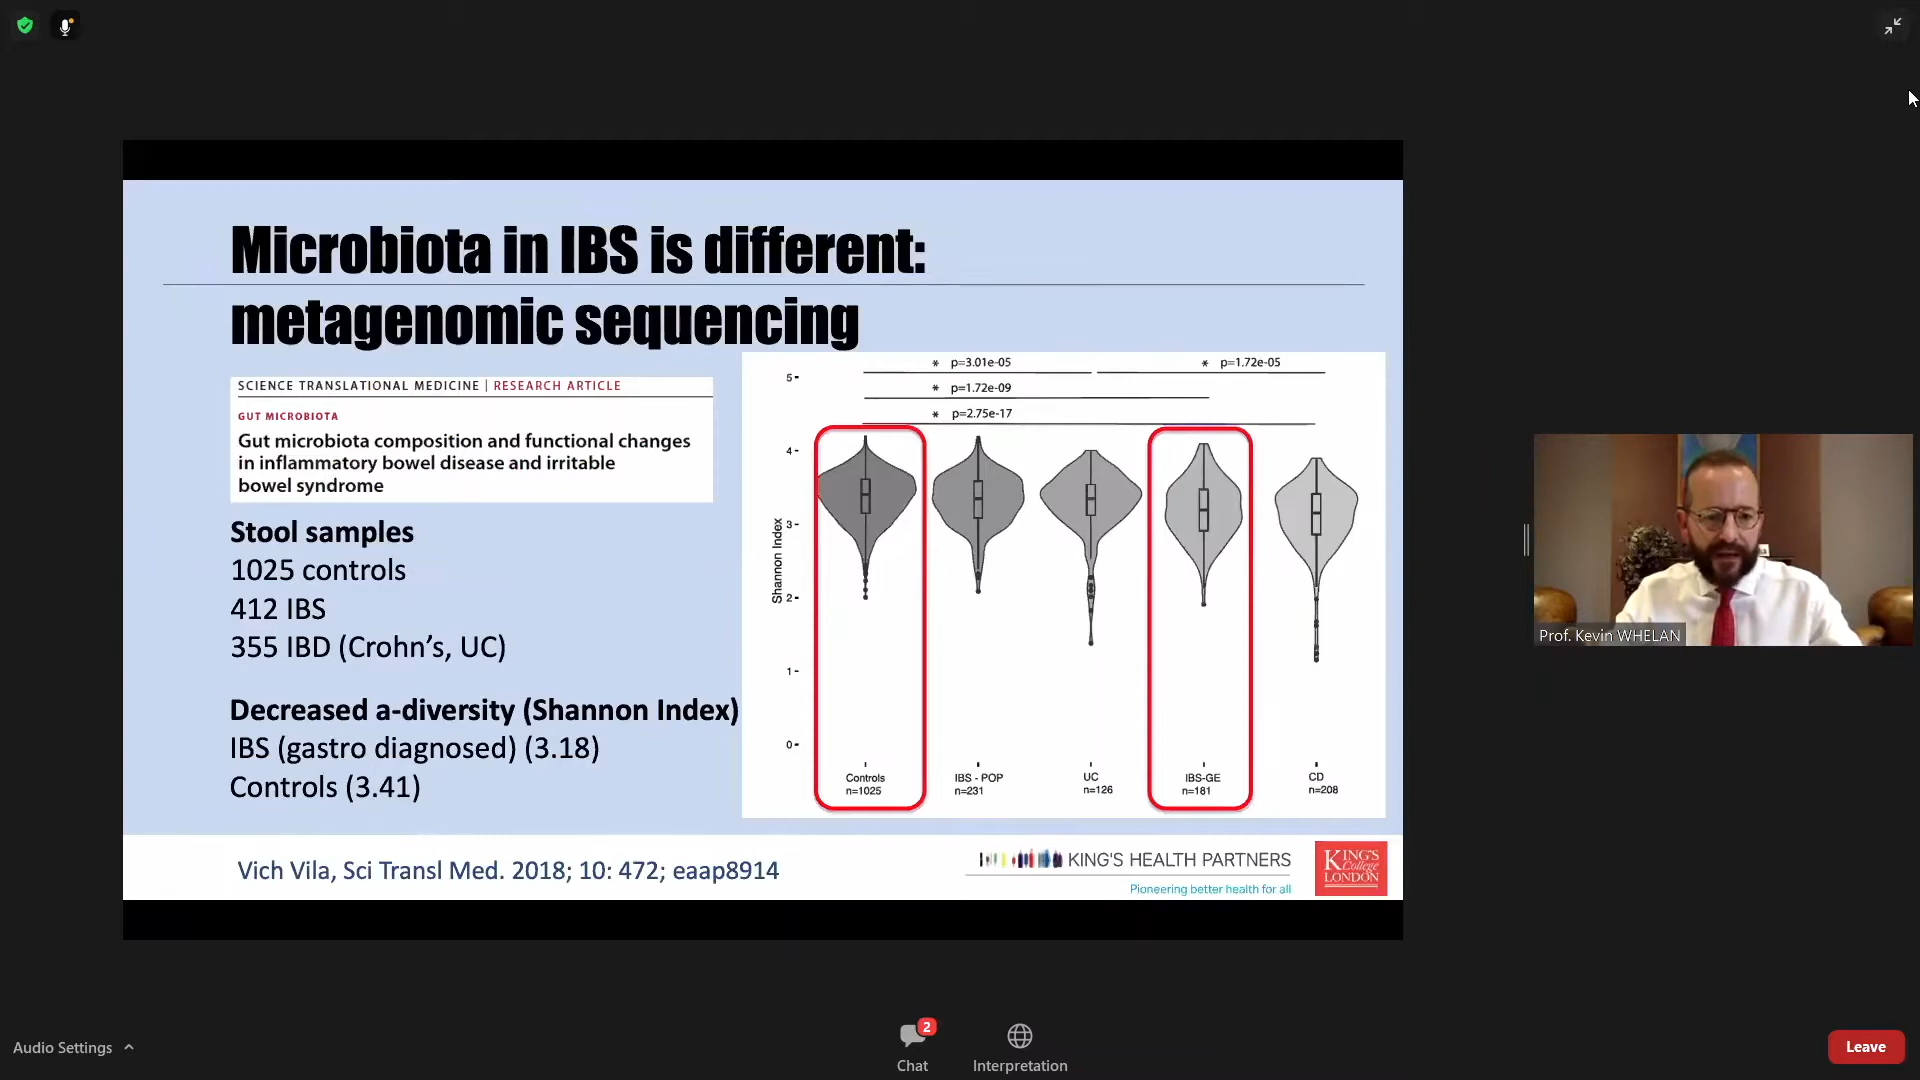 Microbiota in IBS is different:
metagenomic sequencing
SCIENCE TRANSLATIONAL MEDICINE | RESEARCH ARTICLE
GUT MICROBIOTA
Gut microbiota composition and functional changes
in inflammatory bowel disease and irritable
bowel syndrome
Stool samples
1025 controls
412 IBS
355 IBD (Crohn's, UC)
Decreased a-diversity (Shannon Index)
IBS (gastro diagnosed) (3.18)
Controls (3.41)
* p=3.01e-05
* p=1.72e-05
* p=1.72e-09
* p=2.75e-17
5
4
3
2
1
0
Shannon Index
Controls
n=1025
IBS - POP
n=231
UC
n=126
IBS-GE
n=181
CD
n=208
Vich Vila, Sci Transl Med. 2018; 10: 472; eaap8914
KING'S HEALTH PARTNERS
Pioneering better health for all
KING'S
College
LONDON
Prof. Kevin WHELAN
Audio Settings
2
Chat
Interpretation
Leave